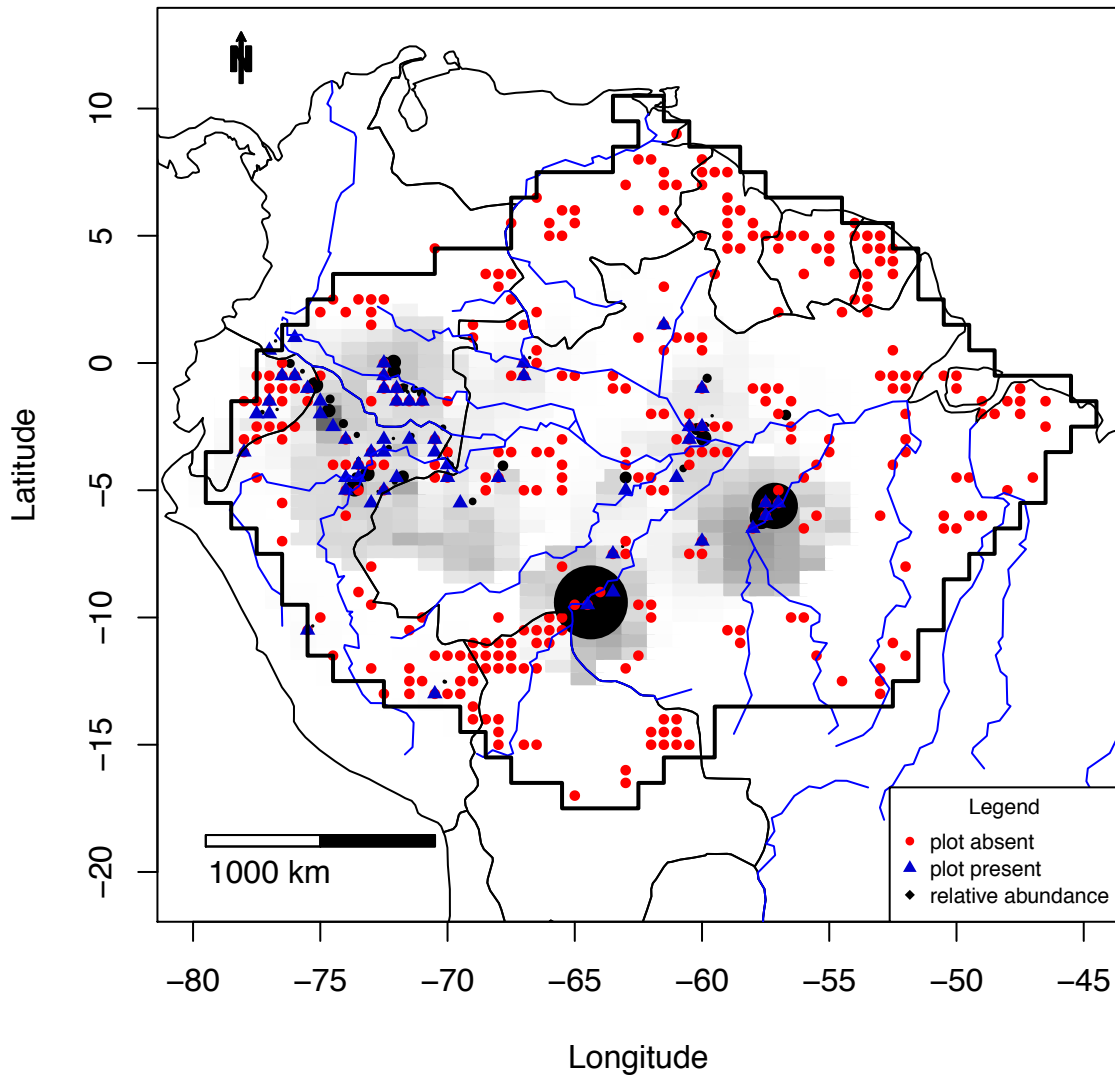 N
10
5
0
−5
−10
−15
−20
Latitude
1000 km
Legend
plot absent
plot present
relative abundance
−80 −75 −70 −65 −60 −55 −50 −45
Longitude